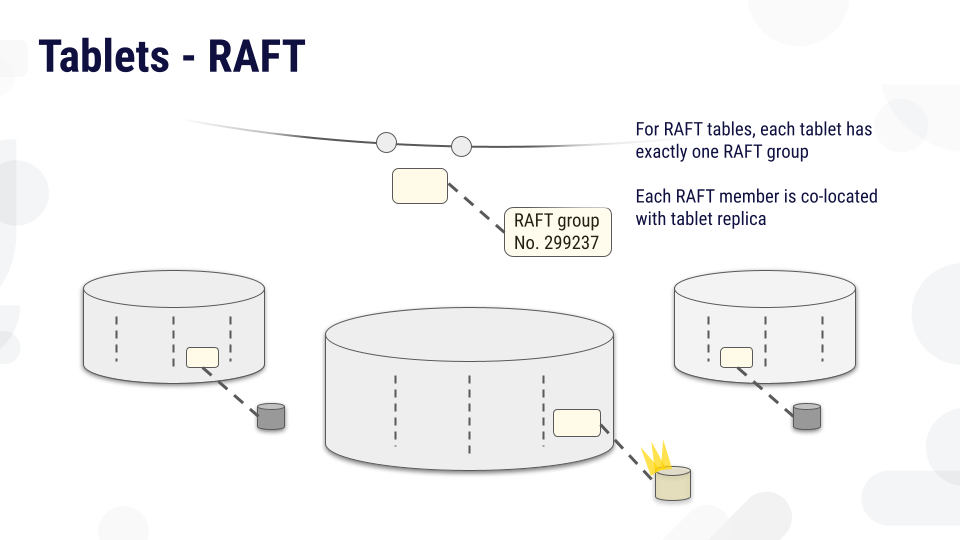 Tablets - RAFT
For RAFT tables, each tablet has
exactly one RAFT group
Each RAFT member is co-located
with tablet replica
RAFT group
No. 299237